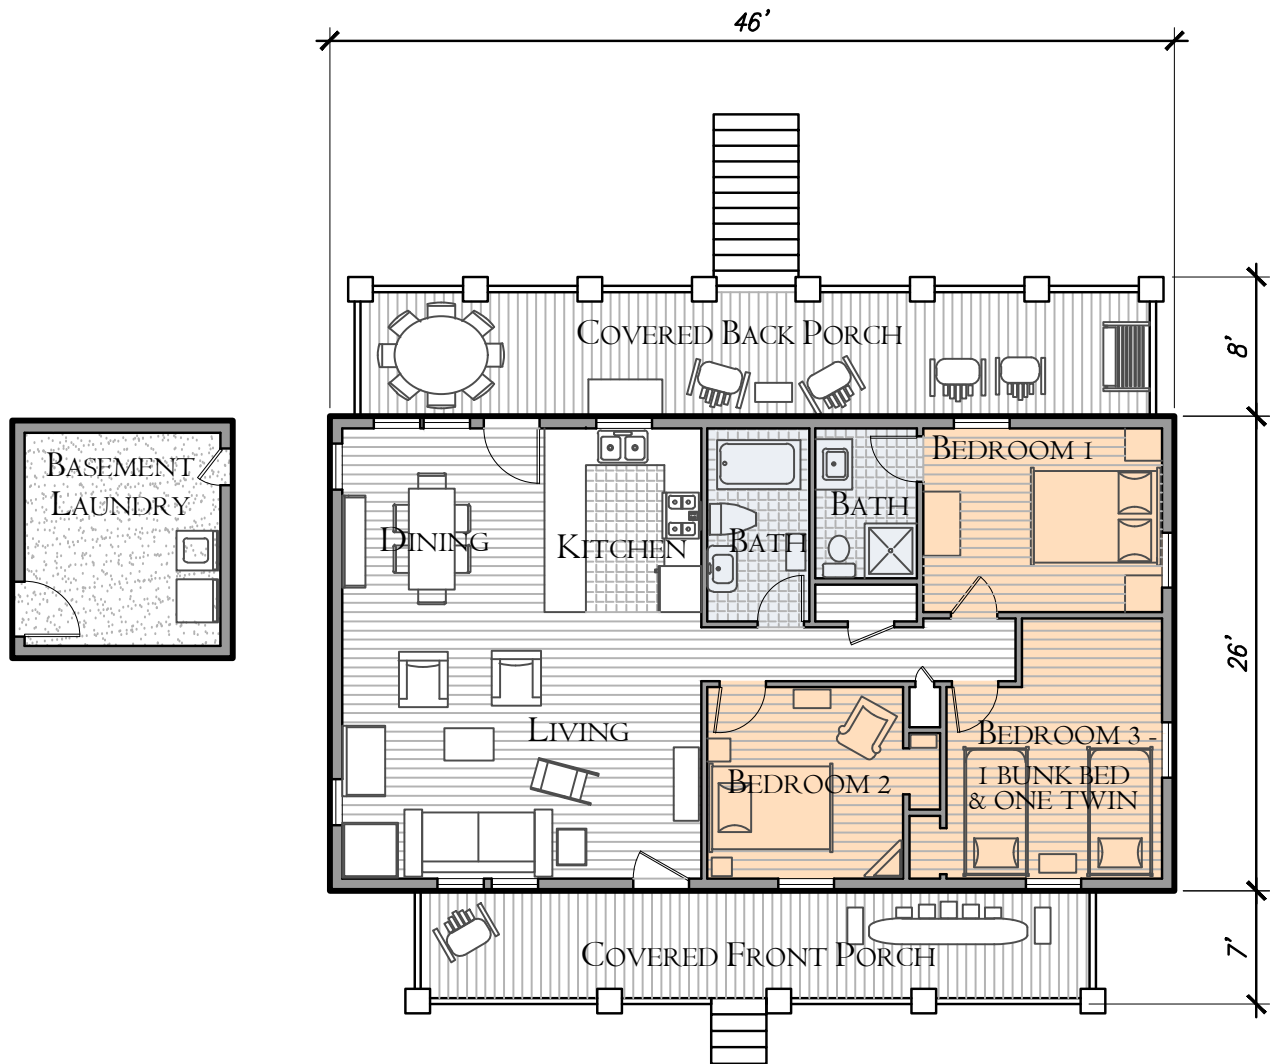 46'
8'
26'
7'
COVERED BACK PORCH
BASEMENT
LAUNDRY
DINING
KITCHEN
BATH
BATH
BEDROOM 1
LIVING
BEDROOM 2
BEDROOM 3 -
1 BUNK BED
& ONE TWIN
COVERED FRONT PORCH